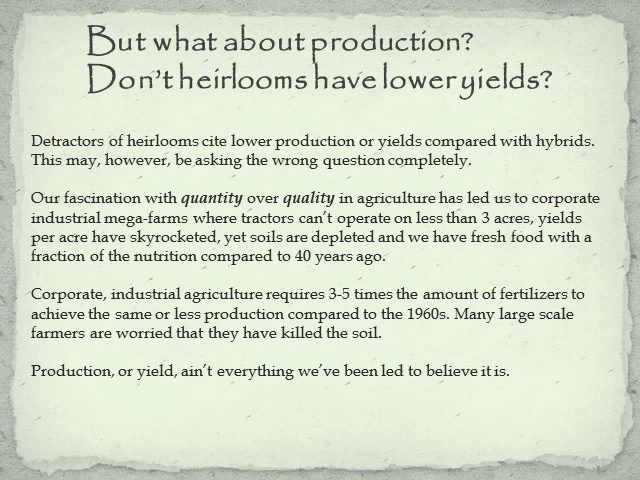 But what about production?
Don't heirlooms have lower yields?
Detractors of heirlooms cite lower production or yields compared with hybrids.
This may, however, be asking the wrong question completely.
Our fascination with quantity over quality in agriculture has led us to corporate
industrial mega-farms where tractors can't operate on less than 3 acres, yields
per acre have skyrocketed, yet soils are depleted and we have fresh food with a
fraction of the nutrition compared to 40 years ago.
Corporate, industrial agriculture requires 3-5 times the amount of fertilizers to
achieve the same or less production compared to the 1960s. Many large scale
farmers are worried that they have killed the soil.
Production, or yield, ain't everything we've been led to believe it is.